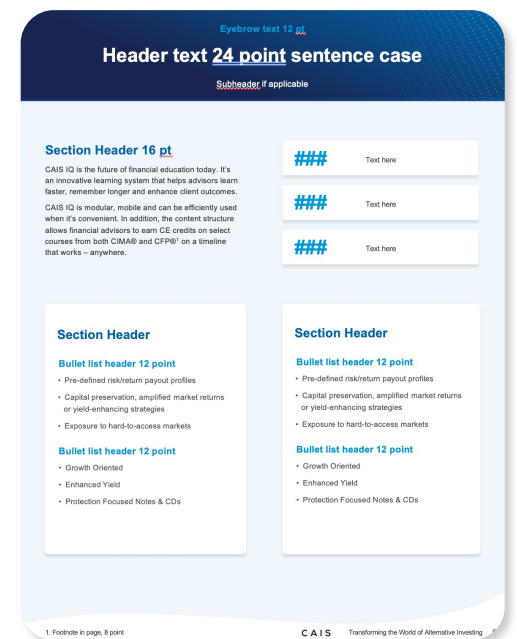 Eyebrow text 12 pt
Header text 24 point sentence case
Subheader if applicable
Section Header 16 pt
CAIS IQ is the future of financial education today. It's
an innovative learning system that helps advisors learn
faster, remember longer and enhance client outcomes.
CAIS IQ is modular, mobile and can be efficiently used
when it's convenient. In addition, the content structure
allows financial advisors to earn CE credits on select
courses from both CIMA® and CFP®¹ on a timeline
that works – anywhere.
### Text here
### Text here
### Text here
Section Header
Bullet list header 12 point
• Pre-defined risk/return payout profiles
• Capital preservation, amplified market returns
or yield-enhancing strategies
• Exposure to hard-to-access markets
Bullet list header 12 point
• Growth Oriented
• Enhanced Yield
• Protection Focused Notes & CDs
Section Header
Bullet list header 12 point
• Pre-defined risk/return payout profiles
• Capital preservation, amplified market returns
or yield-enhancing strategies
• Exposure to hard-to-access markets
Bullet list header 12 point
• Growth Oriented
• Enhanced Yield
• Protection Focused Notes & CDs
1. Footnote in page, 8 point
CAIS Transforming the World of Alternative Investing